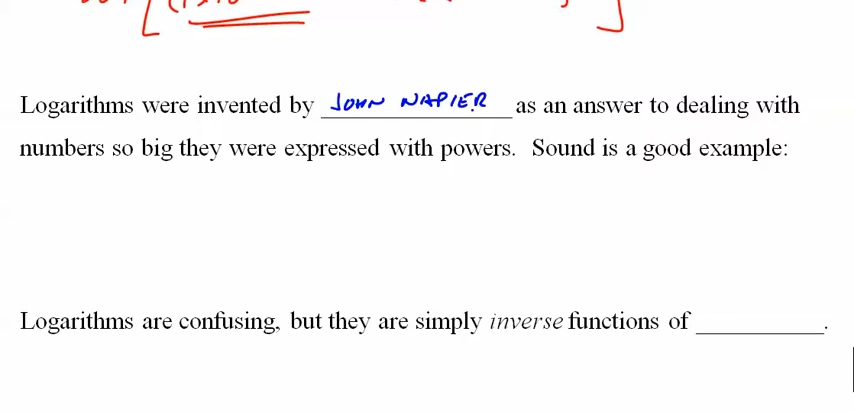 Logarithms were invented by JOHN NAPIER as an answer to dealing with
numbers so big they were expressed with powers. Sound is a good example:
Logarithms are confusing, but they are simply inverse functions of ________.